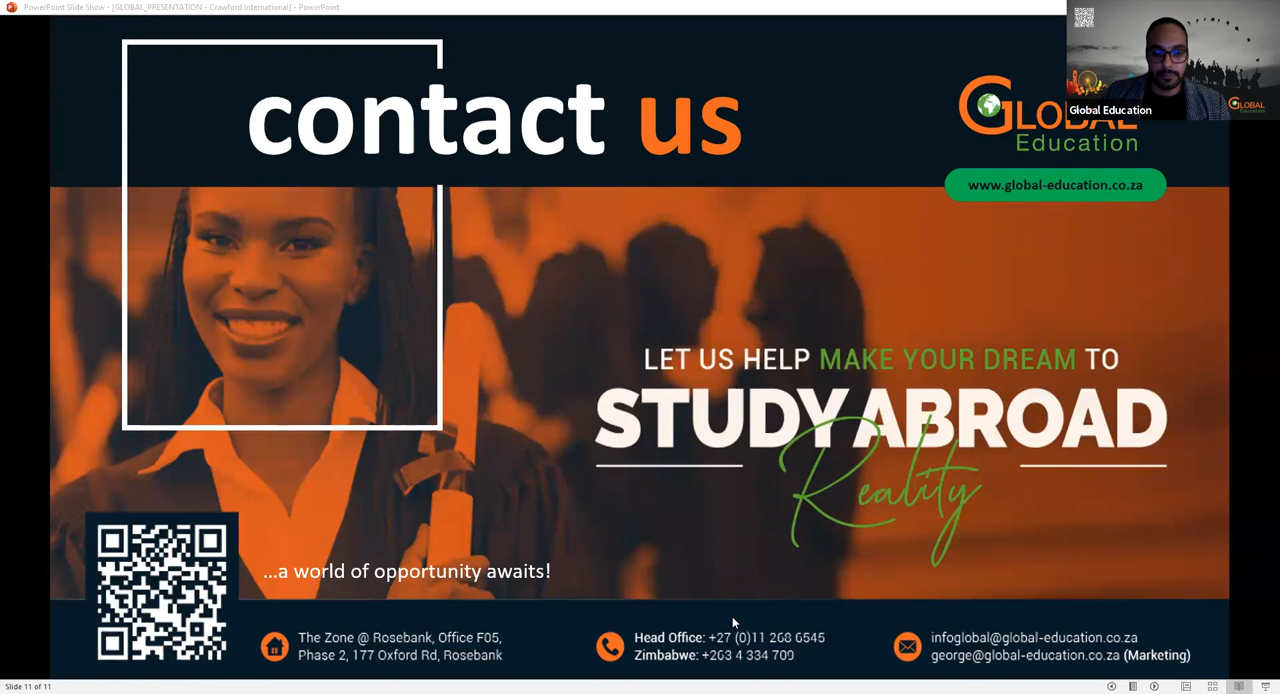 PowerPoint Slide Show - [GLOBAL_PRESENTATION - Crawford International] - PowerPoint
contact us
GLOBAL
Education
Global Education
GLOBAL
www.global-education.co.za
LET US HELP MAKE YOUR DREAM TO
STUDY ABROAD
Reality
...a world of opportunity awaits!
The Zone @ Rosebank, Office F05,
Phase 2, 177 Oxford Rd, Rosebank
Head Office: +27 (0)11 268 6545
Zimbabwe: +263 4 334 709
infoglobal@global-education.co.za
george@global-education.co.za (Marketing)
Slide 11 of 11